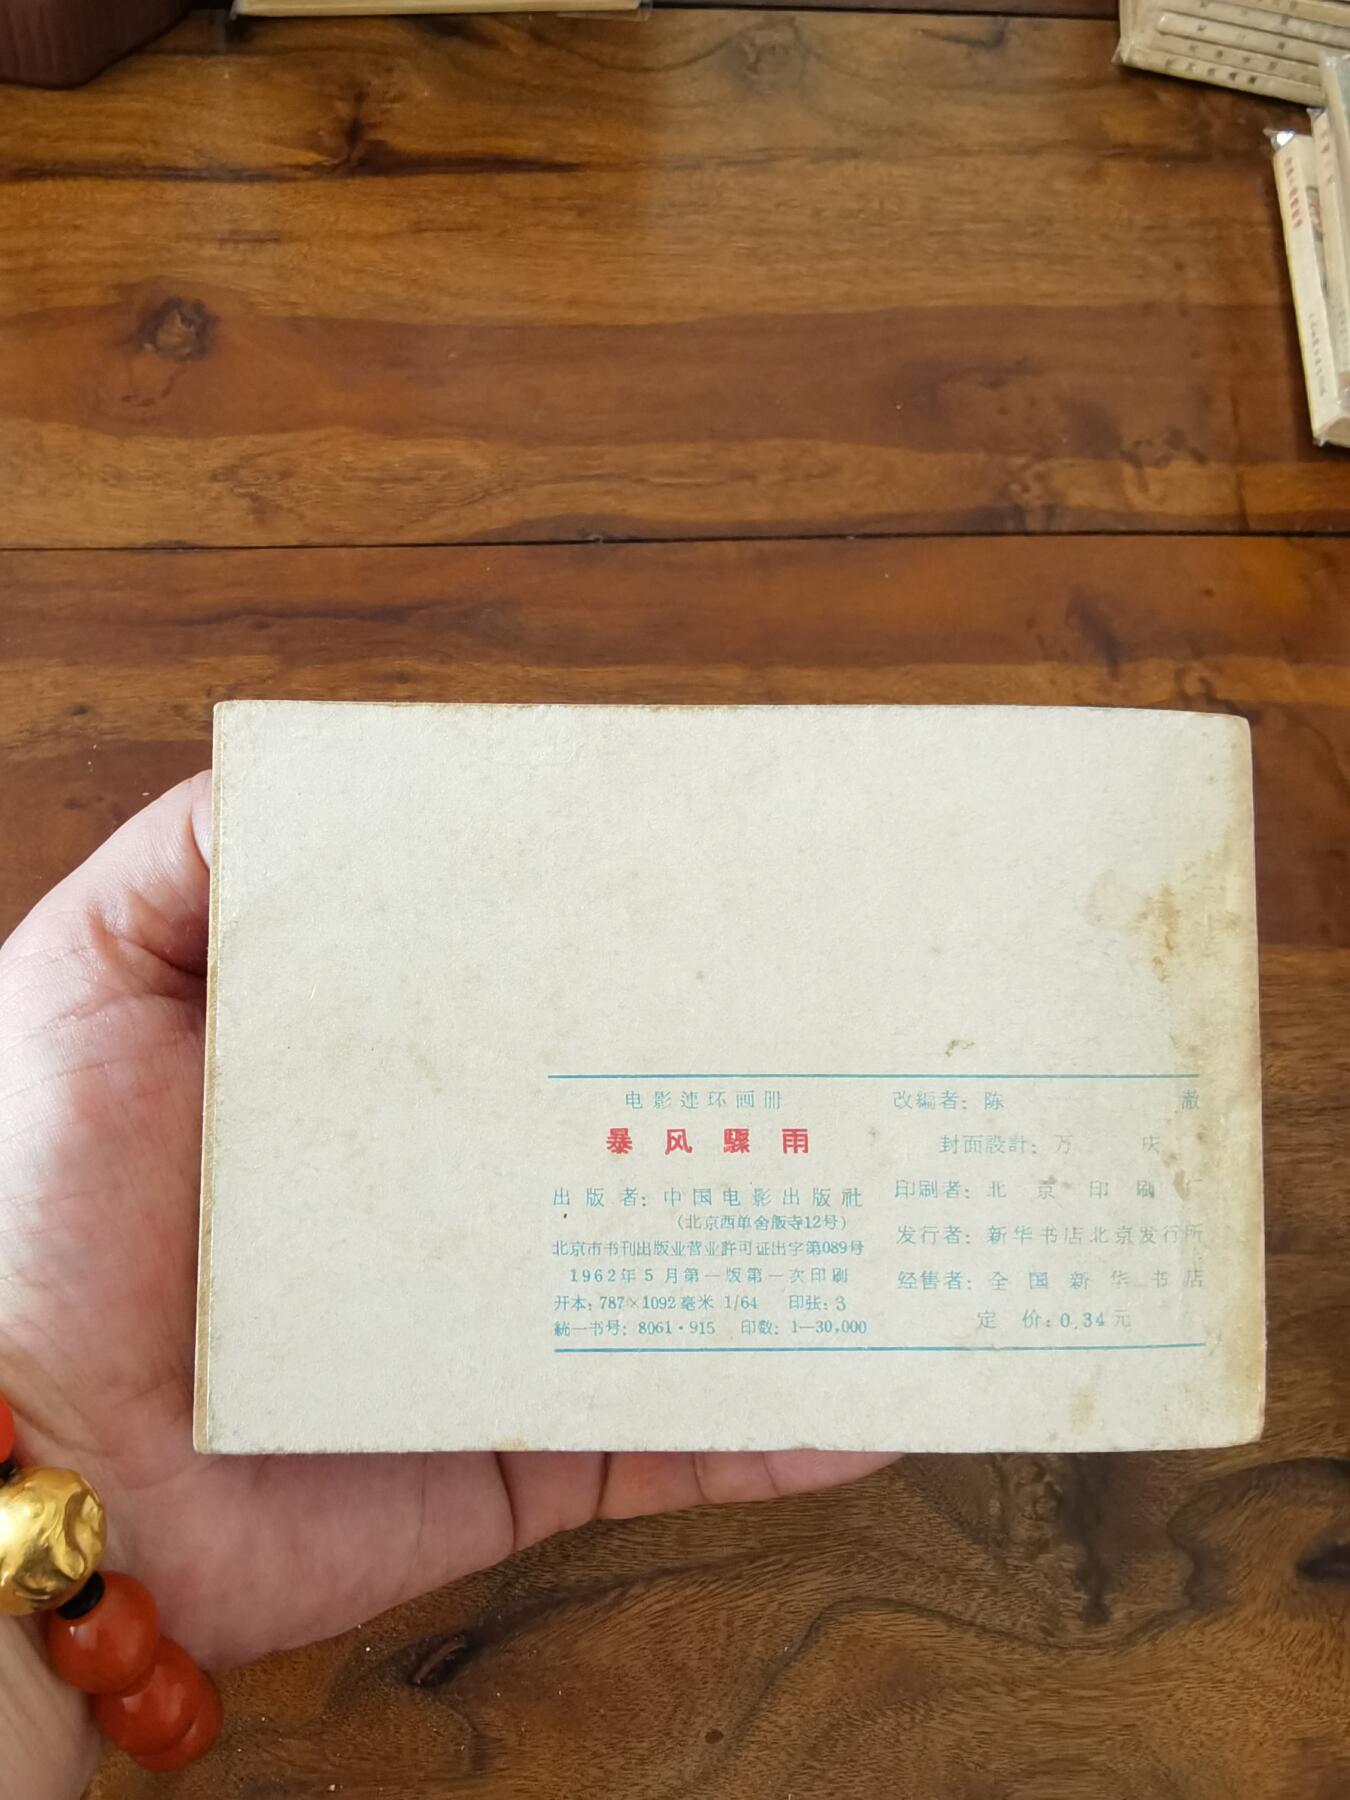 电影連环画册
暴风驟雨
出版者：中国电影出版社
（北京西单舍飯寺12号）
北京市书刊出版业营业許可证出字第089号
1962年5月第一版第一次印刷
开本：787×1092毫米 1/64 印张：3
統一书号：8061·915 印数：1—30,000
改編者：陈澈
封面設計：万庆
印刷者：北京印刷厂
发行者：新华书店北京发行所
经售者：全国新华书店
定价：0.34元